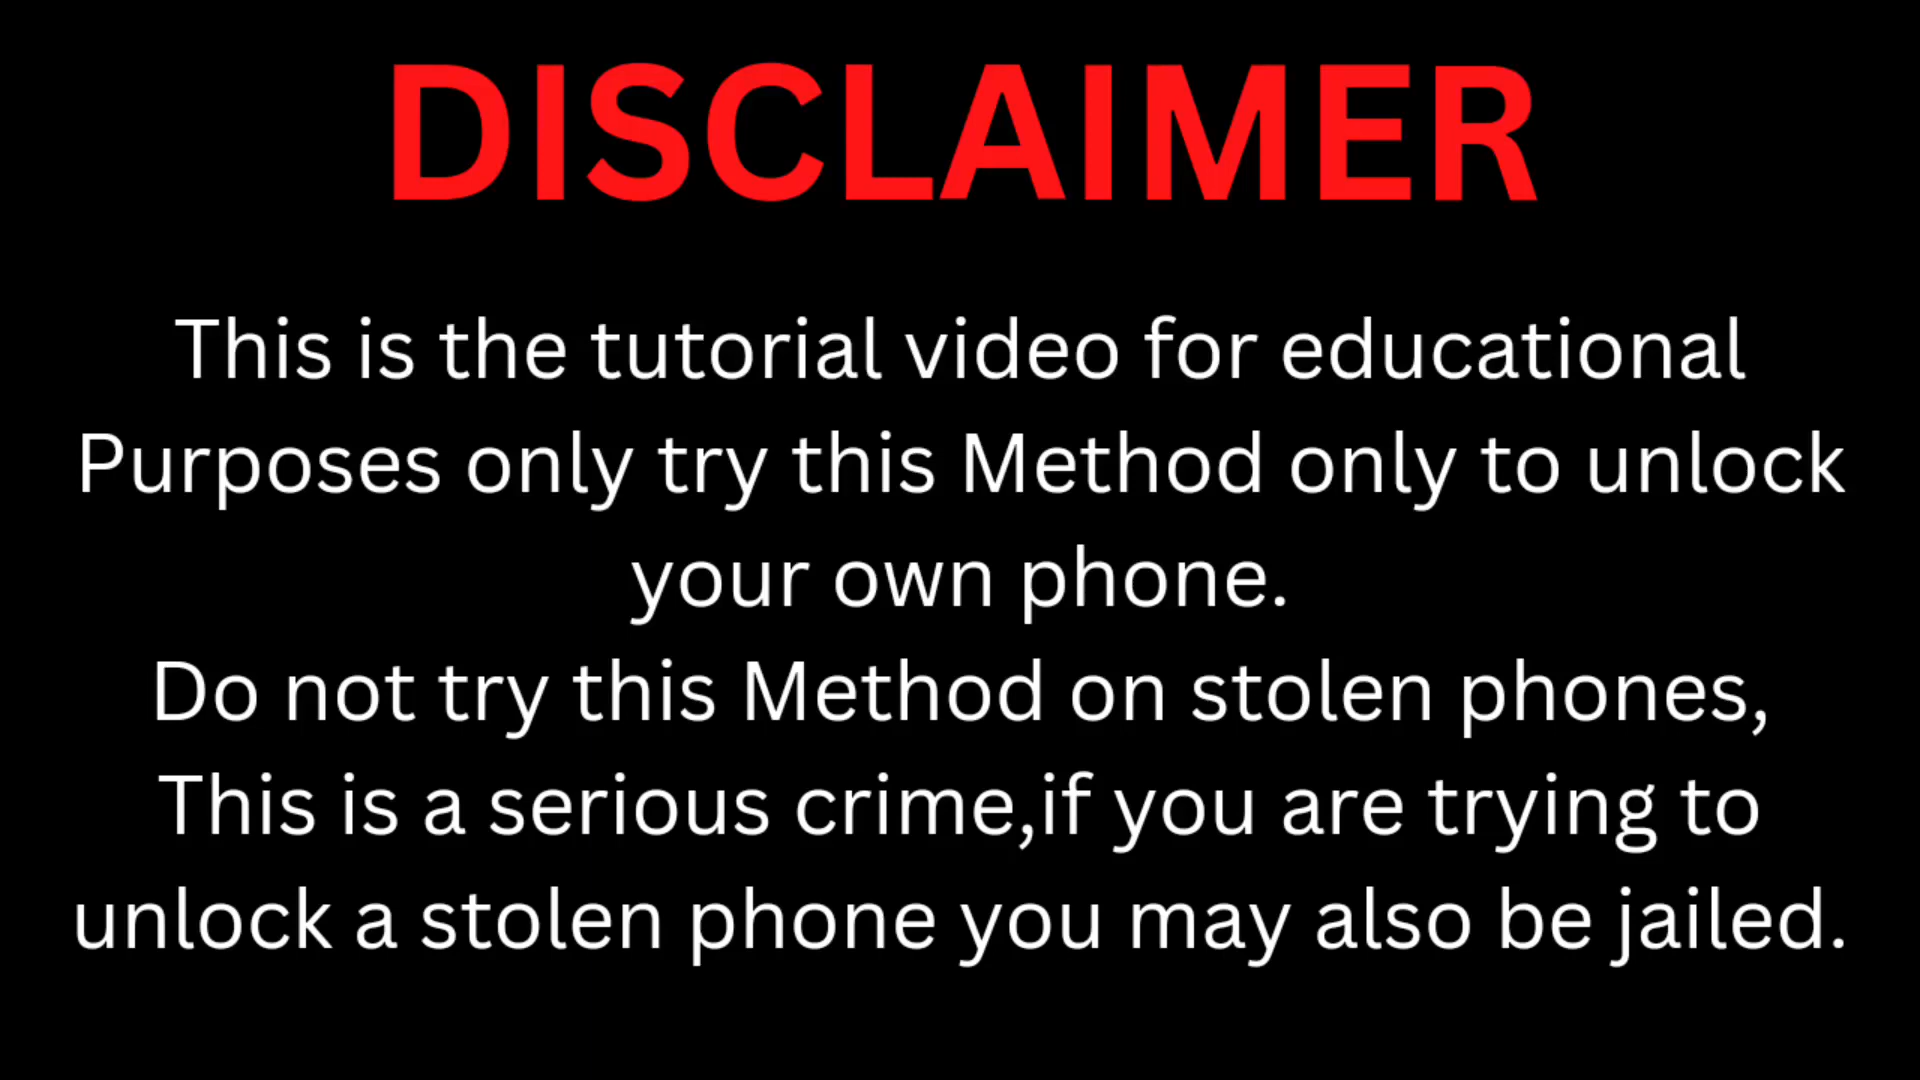 DISCLAIMER
This is the tutorial video for educational
Purposes only try this Method only to unlock
your own phone.
Do not try this Method on stolen phones,
This is a serious crime,if you are trying to
unlock a stolen phone you may also be jailed.